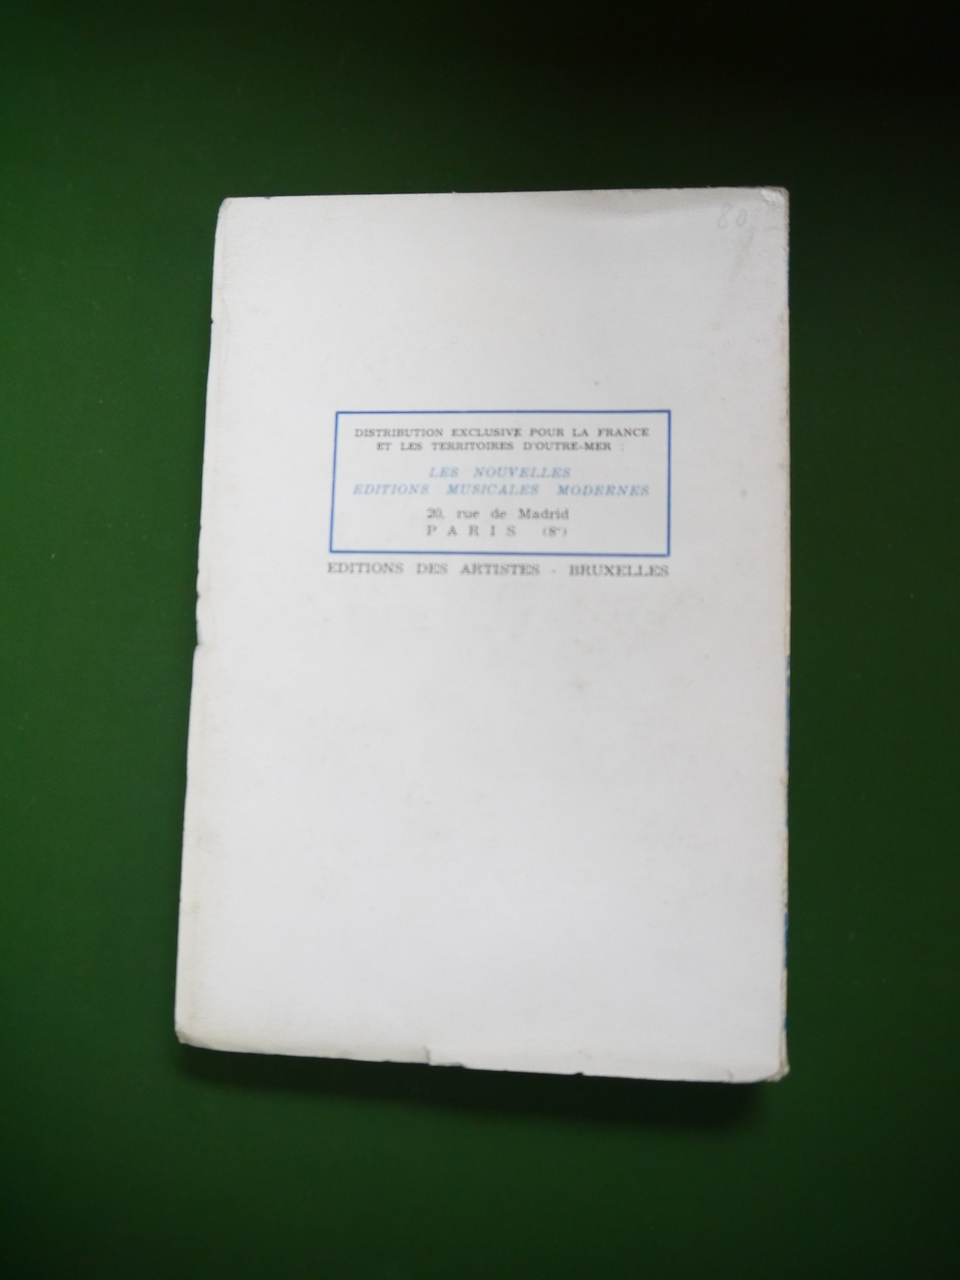 80,-
DISTRIBUTION EXCLUSIVE POUR LA FRANCE
ET LES TERRITOIRES D'OUTRE-MER :
LES NOUVELLES
EDITIONS MUSICALES MODERNES
20, rue de Madrid
PARIS (8e)
EDITIONS DES ARTISTES - BRUXELLES